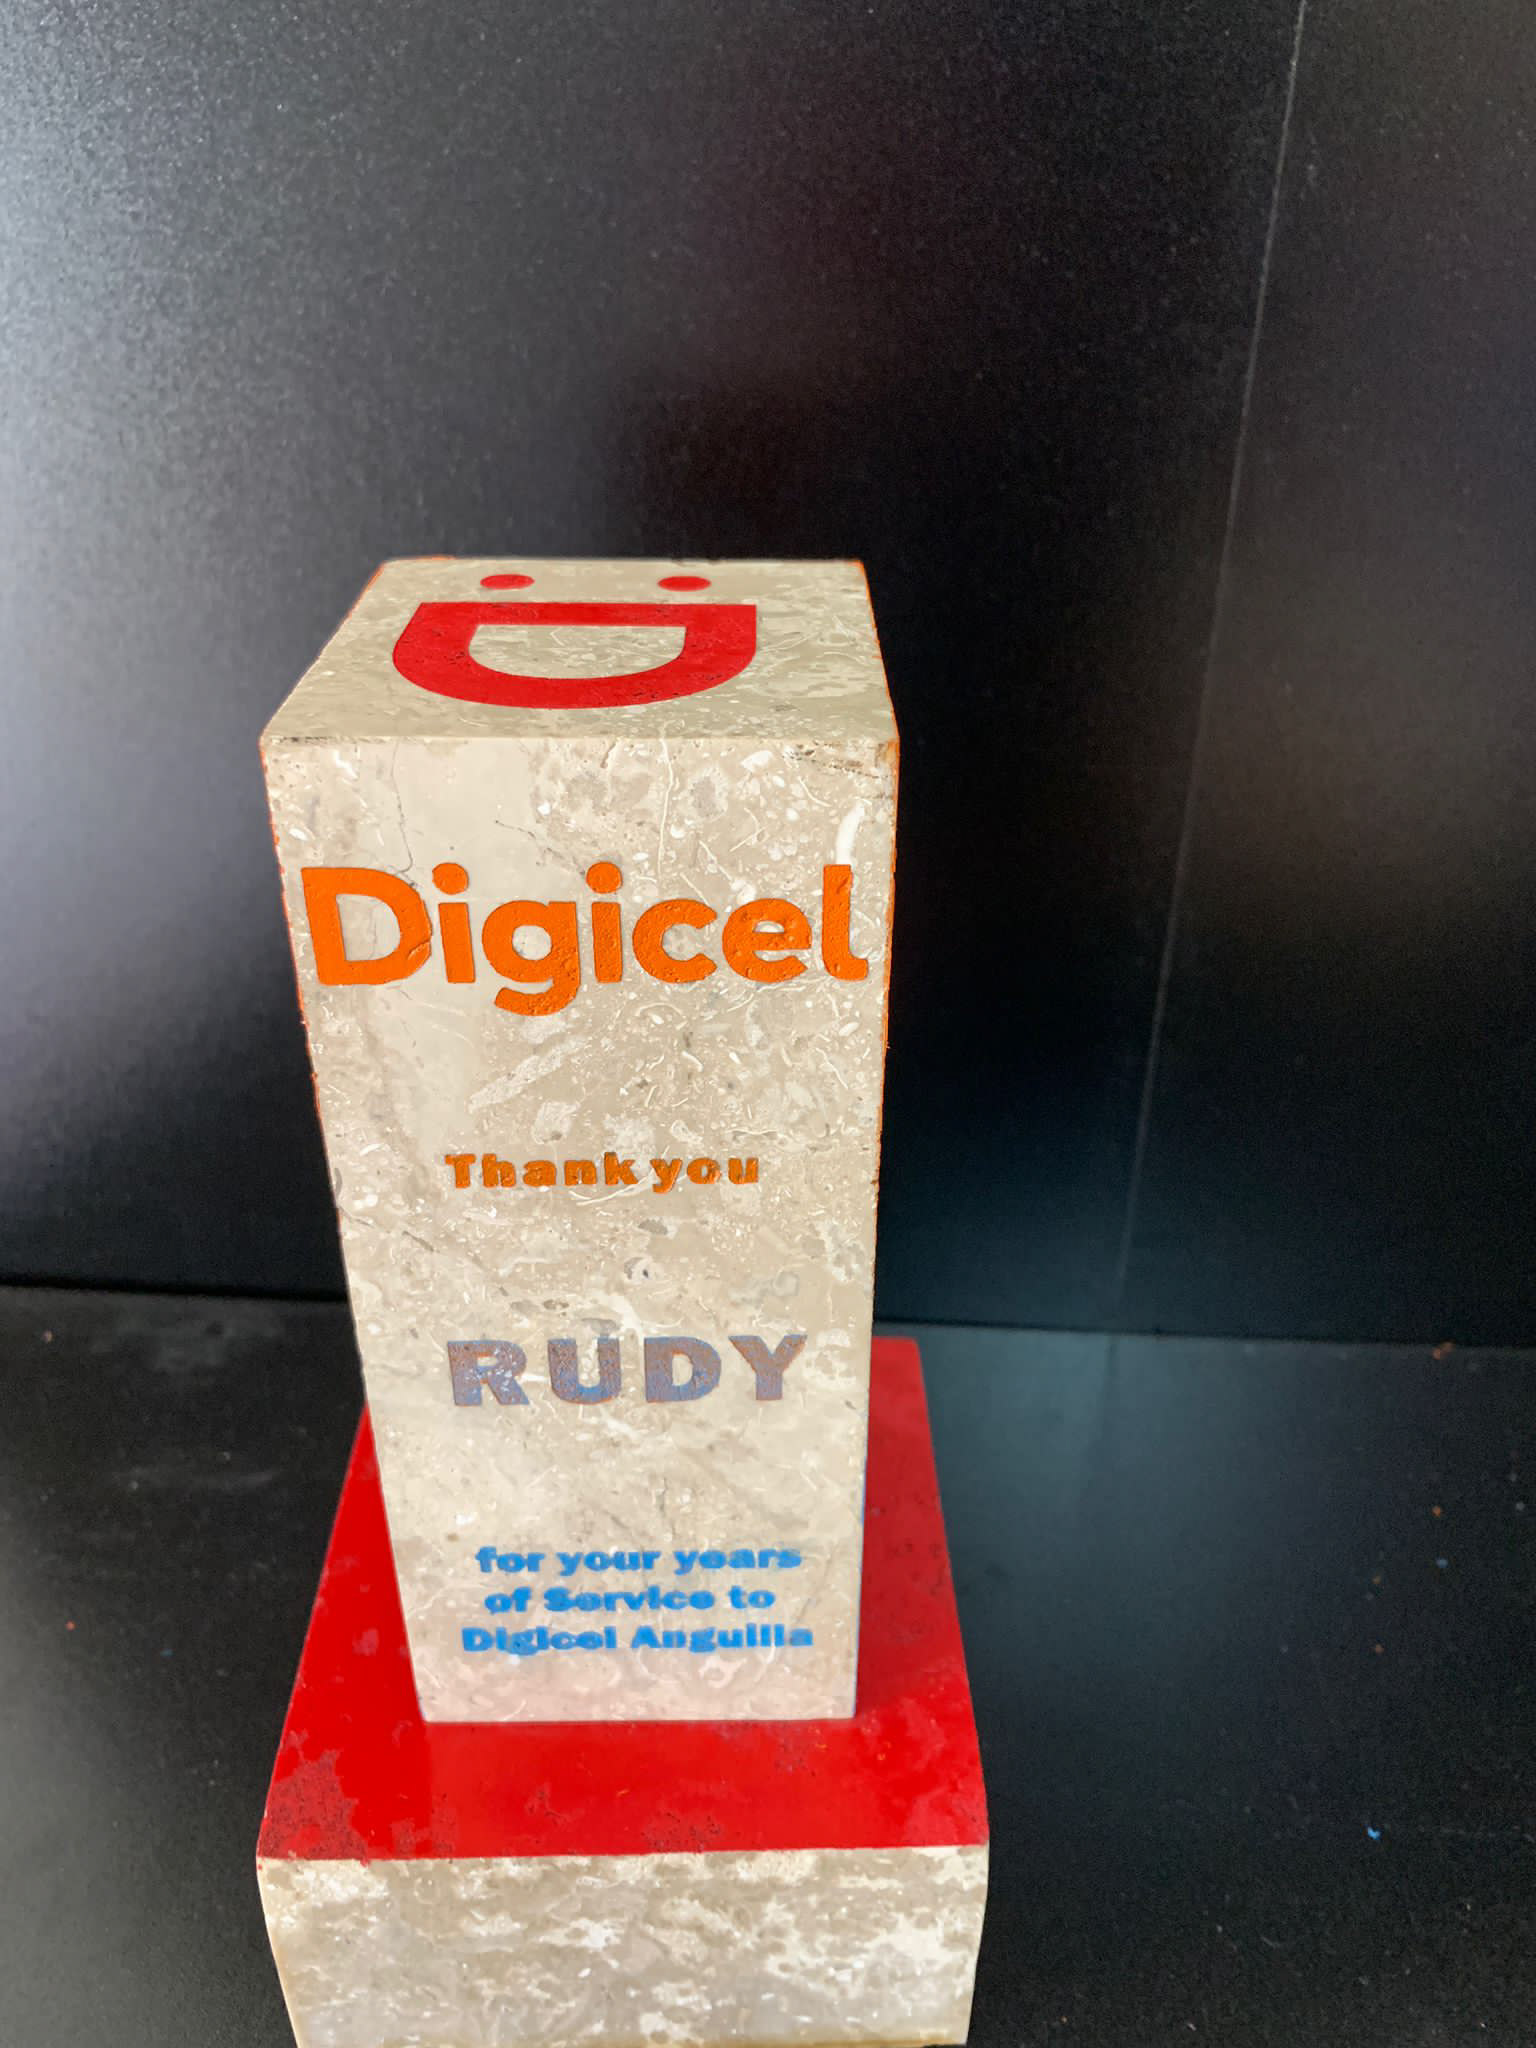 Digicel
Thank you
RUDY
for your years
of Service to
Digicel Anguilla